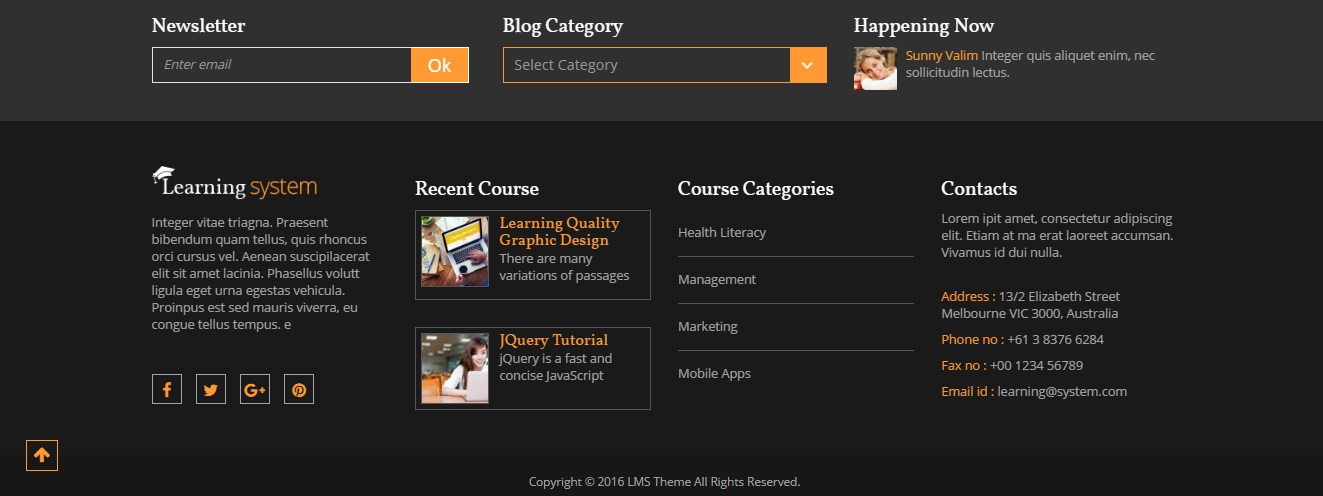 Newsletter
Enter email
Ok
Blog Category
Select Category
Happening Now
Sunny Valim Integer quis aliquet enim, nec
sollicitudin lectus.
Learning system
Integer vitae triagna. Praesent
bibendum quam tellus, quis rhoncus
orci cursus vel. Aenean suscipilacerat
elit sit amet lacinia. Phasellus volutt
ligula eget urna egestas vehicula.
Proinpus est sed mauris viverra, eu
congue tellus tempus. e
Recent Course
Learning Quality
Graphic Design
There are many
variations of passages
JQuery Tutorial
jQuery is a fast and
concise JavaScript
Course Categories
Health Literacy
Management
Marketing
Mobile Apps
Contacts
Lorem ipit amet, consectetur adipiscing
elit. Etiam at ma erat laoreet accumsan.
Vivamus id dui nulla.
Address : 13/2 Elizabeth Street
Melbourne VIC 3000, Australia
Phone no : +61 3 8376 6284
Fax no : +00 1234 56789
Email id : learning@system.com
Copyright © 2016 LMS Theme All Rights Reserved.